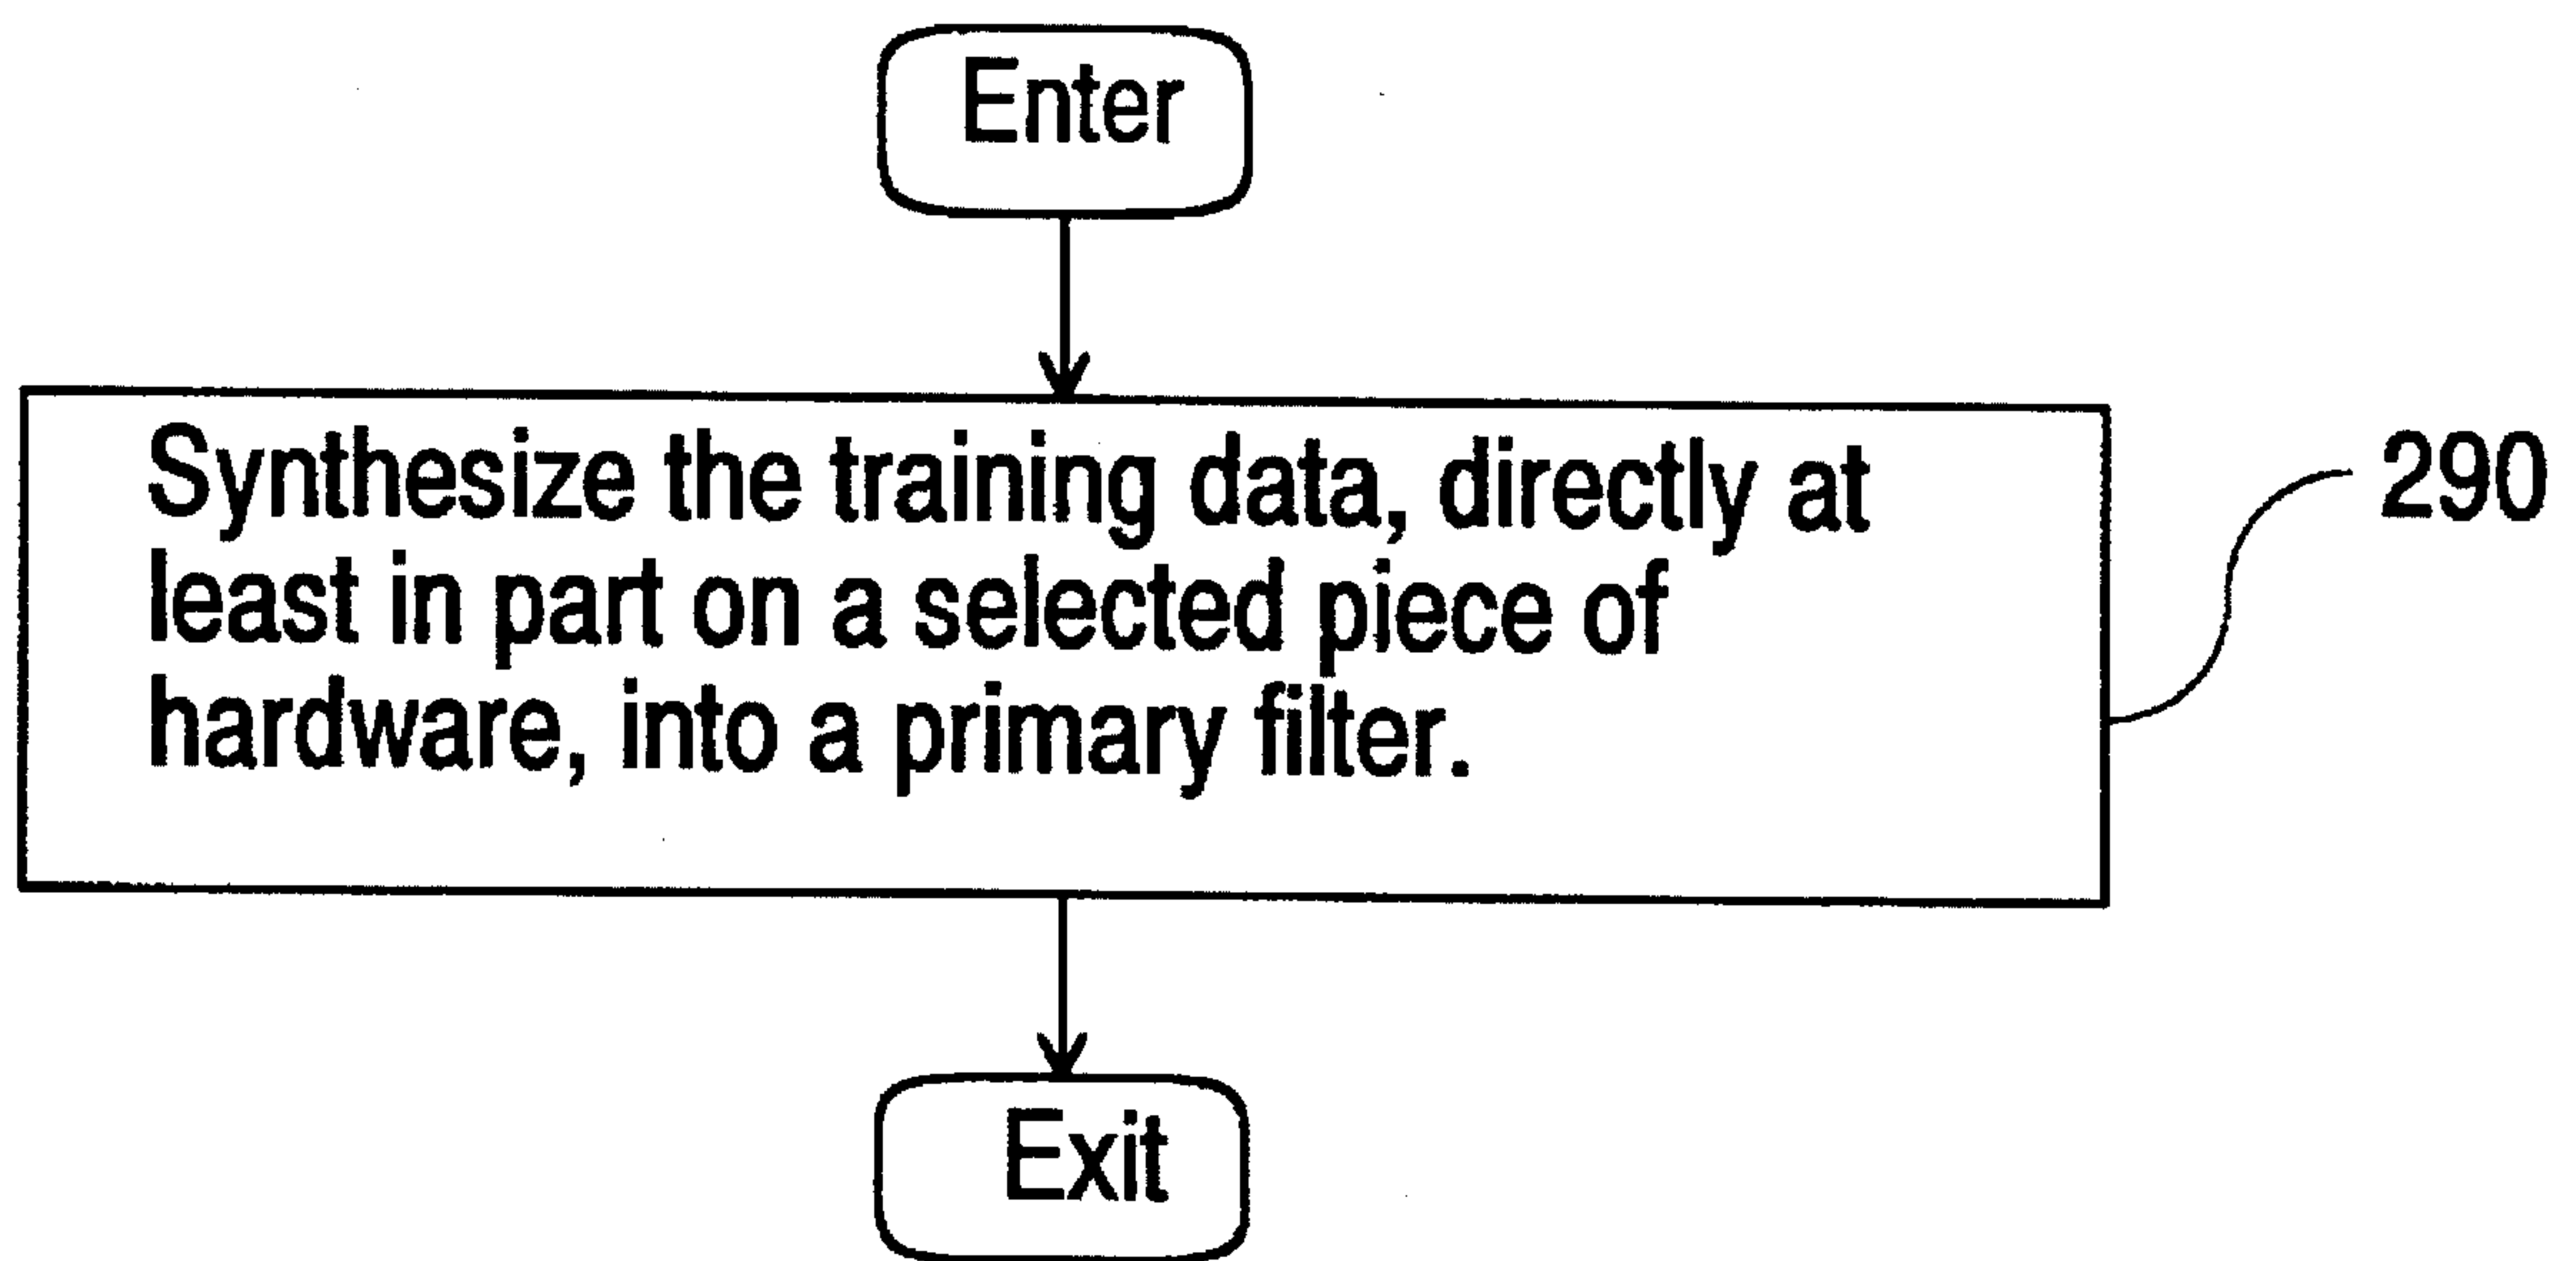 Enter
Synthesize the training data, directly at
least in part on a selected piece of
hardware, into a primary filter.
290
Exit